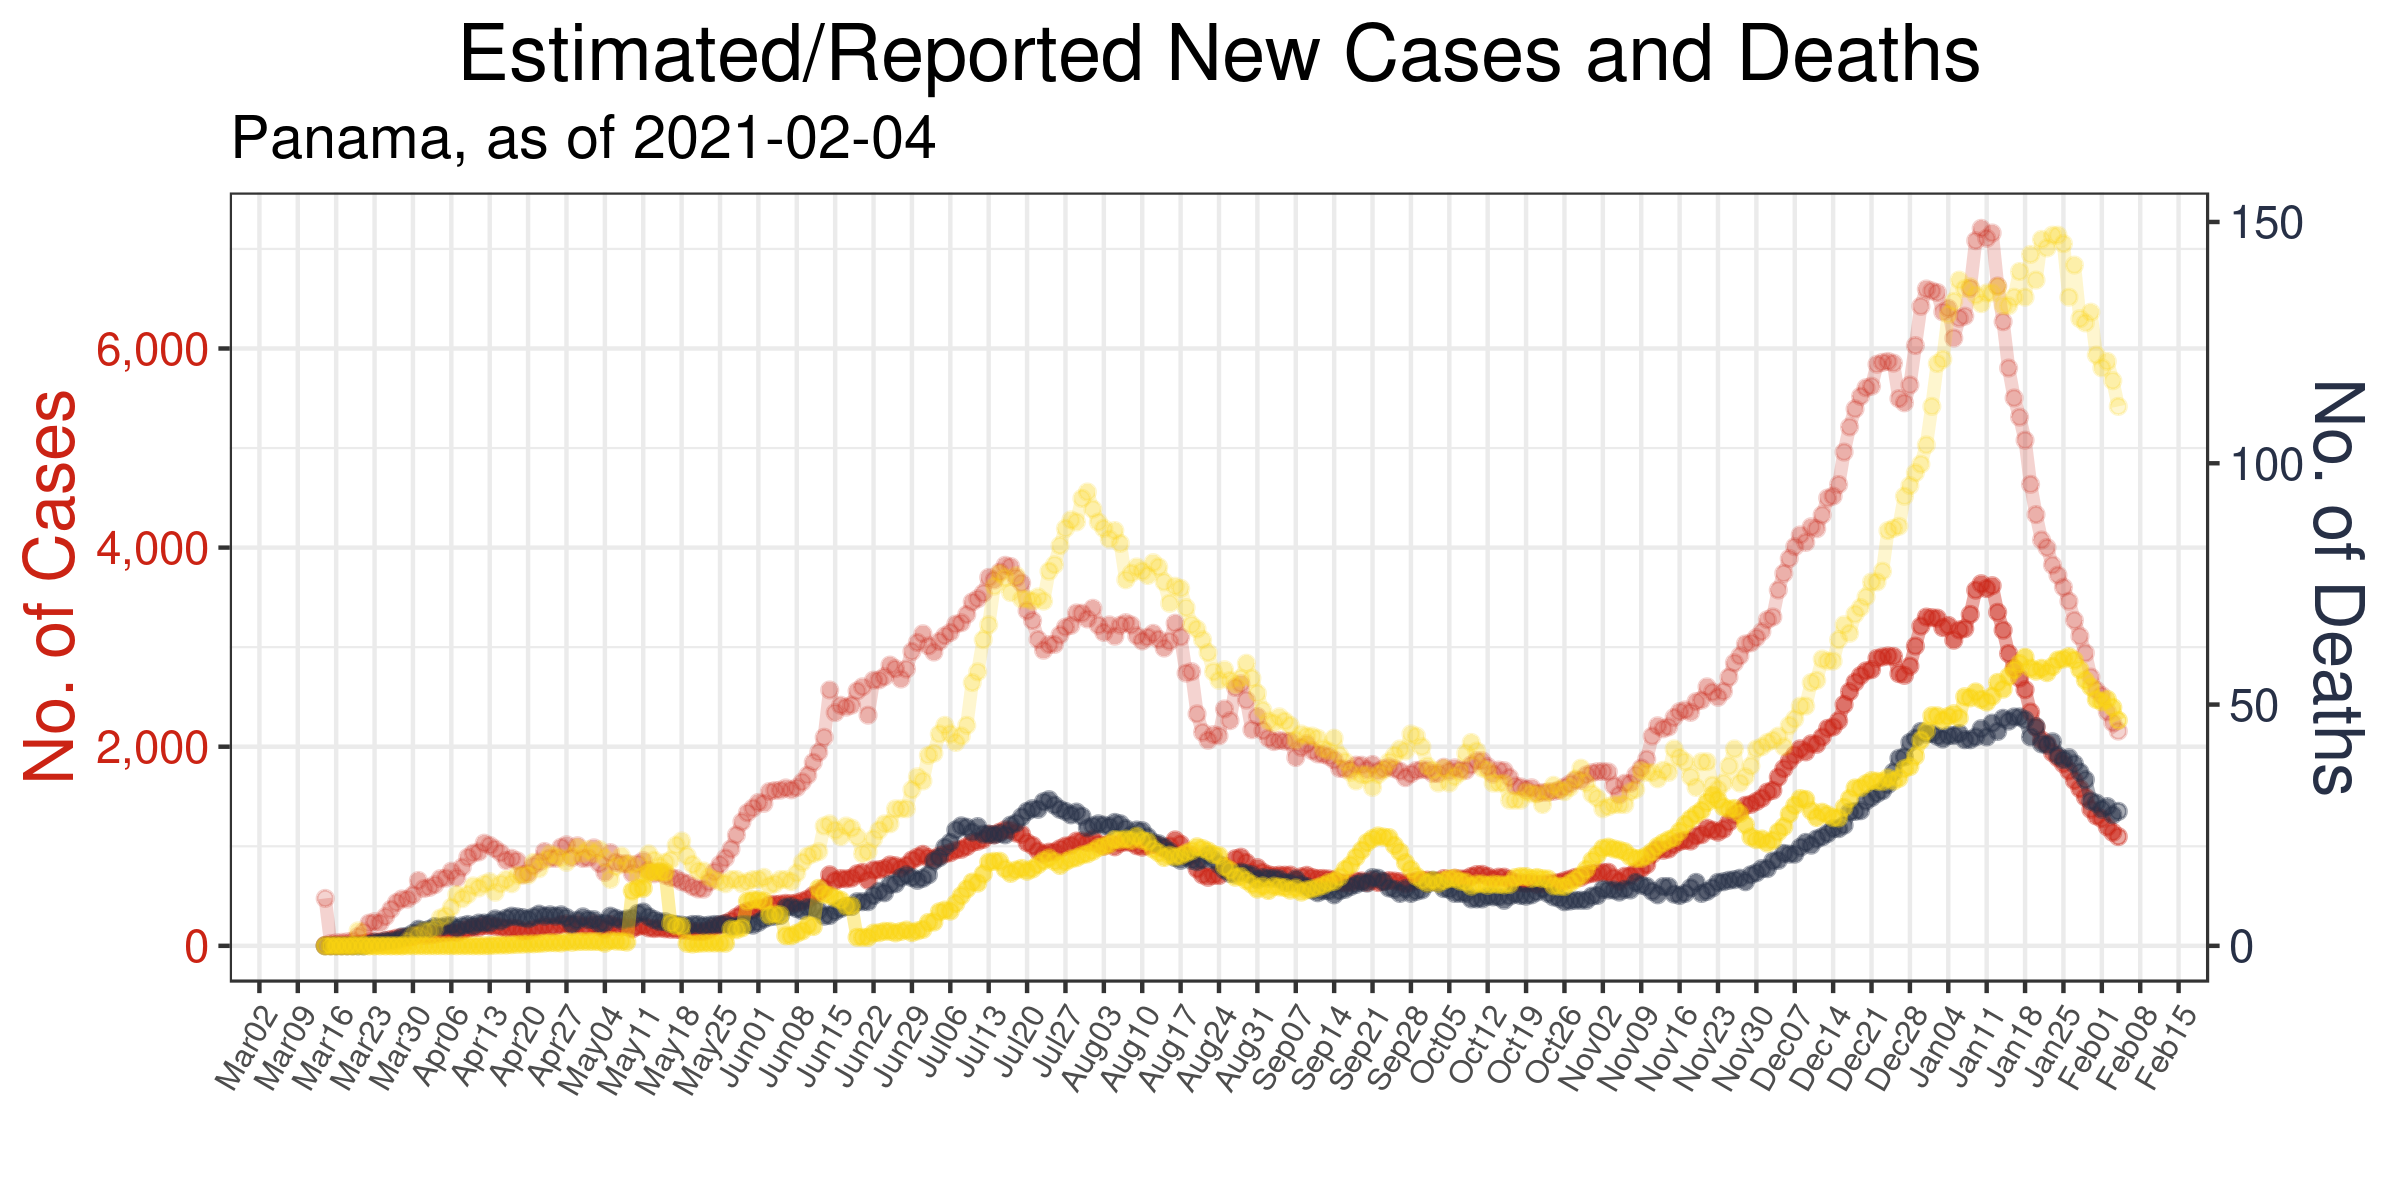 Estimated/Reported New Cases and Deaths
Panama, as of 2021-02-04
No. of Cases
6,000
4,000
2,000
0
150
100
50
0
No. of Deaths
Mar02
Mar09
Mar16
Mar23
Mar30
Apr06
Apr13
Apr20
Apr27
May04
May11
May18
May25
Jun01
Jun08
Jun15
Jun22
Jun29
Jul06
Jul13
Jul20
Jul27
Aug03
Aug10
Aug17
Aug24
Aug31
Sep07
Sep14
Sep21
Sep28
Oct05
Oct12
Oct19
Oct26
Nov02
Nov09
Nov16
Nov23
Nov30
Dec07
Dec14
Dec21
Dec28
Jan04
Jan11
Jan18
Jan25
Feb01
Feb08
Feb15